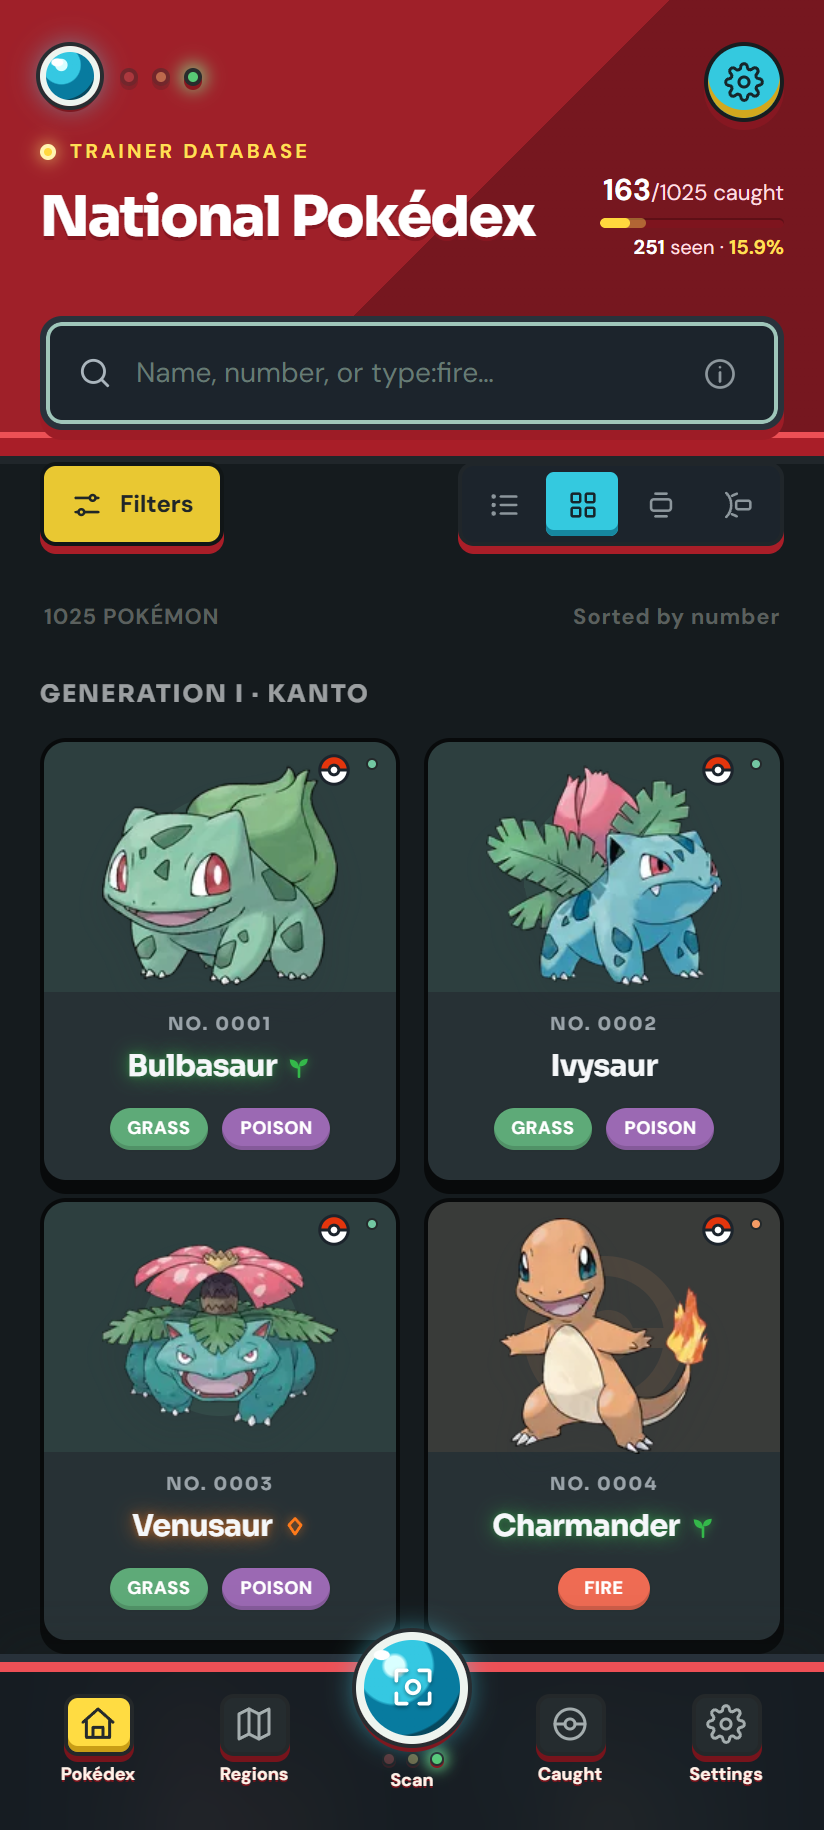 TRAINER DATABASE
National Pokédex
163/1025 caught
251 seen · 15.9%
Name, number, or type:fire...
Filters
1025 POKÉMON
Sorted by number
GENERATION I · KANTO
NO. 0001
Bulbasaur
GRASS POISON
NO. 0002
Ivysaur
GRASS POISON
NO. 0003
Venusaur
GRASS POISON
NO. 0004
Charmander
FIRE
Pokédex
Regions
Scan
Caught
Settings